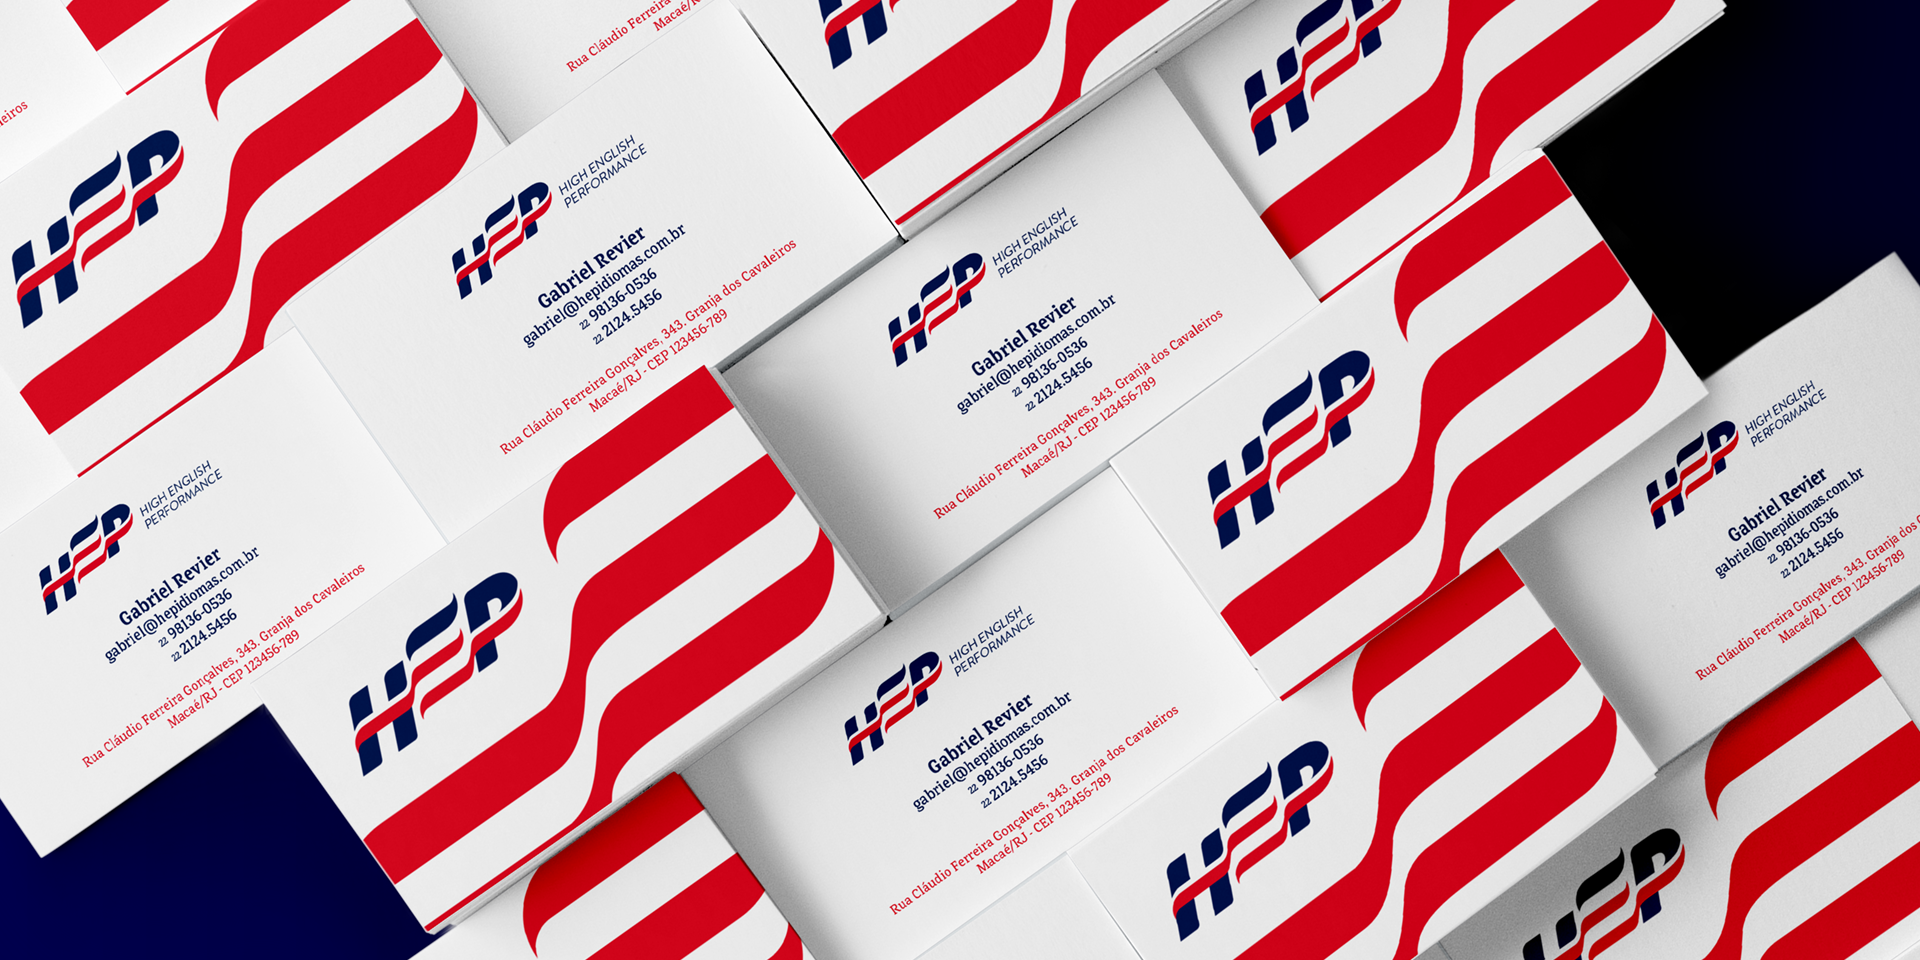 Rua Cláudio Ferreira
Macaé/R
HEP
HEP
eiros
HEP
HEP
HIGH ENGLISH
PERFORMANCE
Gabriel Revier
gabriel@hepidiomas.com.br
22 98136-0536
22 2124.5456
Rua Cláudio Ferreira Gonçalves, 343. Granja dos Cavaleiros
Macaé/RJ - CEP 123456-789
HEP
HIGH ENGLISH
PERFORMANCE
Gabriel Revier
gabriel@hepidiomas.com.br
22 98136-0536
22 2124.5456
Rua Cláudio Ferreira Gonçalves, 343. Granja dos Cavaleiros
Macaé/RJ - CEP 123456-789
HEP
HEP
HIGH ENGLISH
PERFORMANCE
Gabriel Revier
gabriel@hepidiomas.com.br
22 98136-0536
22 2124.5456
Rua Cláudio Ferreira Gonçalves, 343. Granja dos C
Macaé/RJ - CEP 123456-789
HEP
HIGH ENGLISH
PERFORMANCE
Gabriel Revier
gabriel@hepidiomas.com.br
22 98136-0536
22 2124.5456
Rua Cláudio Ferreira Gonçalves, 343. Granja dos Cavaleiros
Macaé/RJ - CEP 123456-789
HEP
HEP
HIGH ENGLISH
PERFORMANCE
Gabriel Revier
gabriel@hepidiomas.com.br
22 98136-0536
22 2124.5456
Rua Cláudio Ferreira Gonçalves, 343. Granja dos Cavaleiros
Macaé/RJ - CEP 123456-789
HEP
HEP